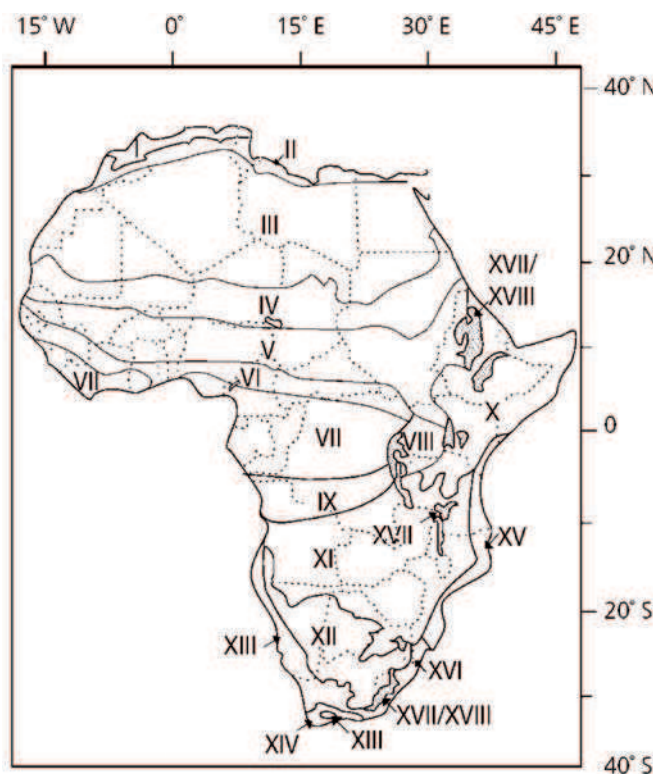 15° W 0° 15° E 30° E 45° E
40° N
I
II
III
20° N
XVII/
XVIII
IV
V
VI
VII
X
VII
VIII
0
IX
XVII
XV
XI
20° S
XII
XIII
XVI
XVII/XVIII
XIV
XIII
40° S